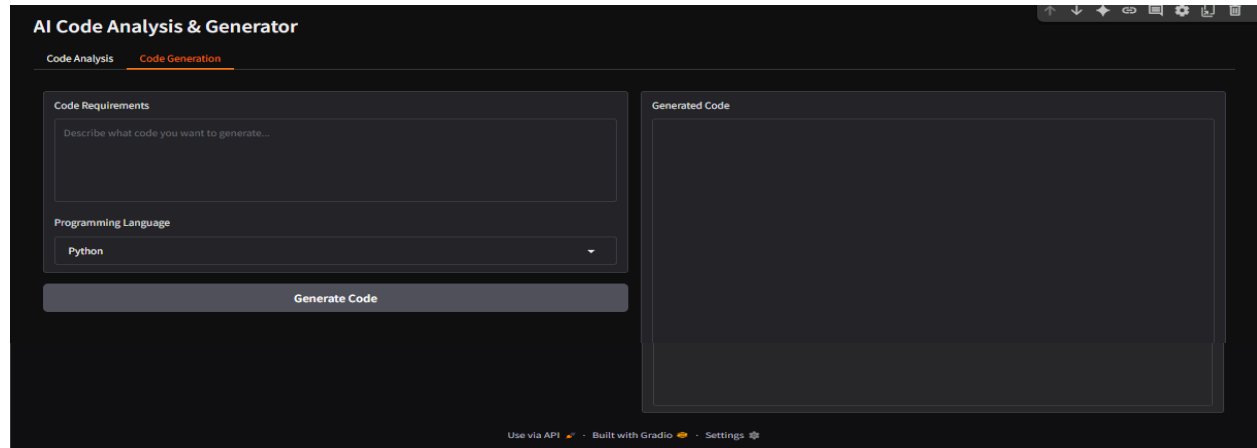 AI Code Analysis & Generator
Code Analysis Code Generation
Code Requirements
Describe what code you want to generate...
Programming Language
Python
Generate Code
Generated Code
Use via API · Built with Gradio · Settings